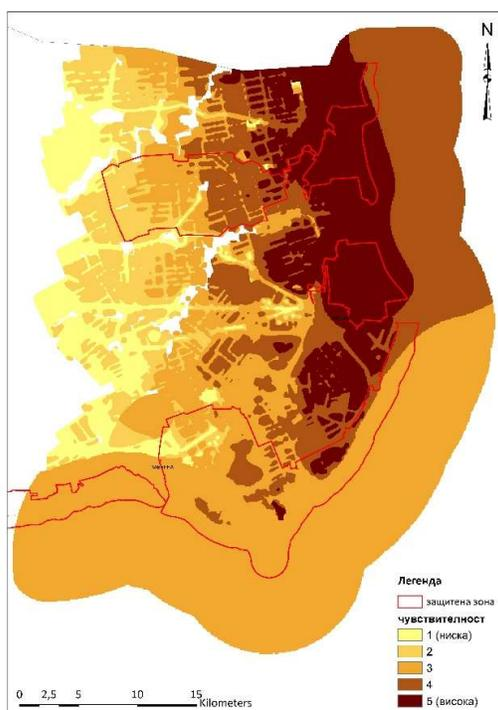 N
Легенда
защитена зона
чувствителност
1 (ниска)
2
3
4
5 (висока)
0 2,5 5 10 15
Kilometers